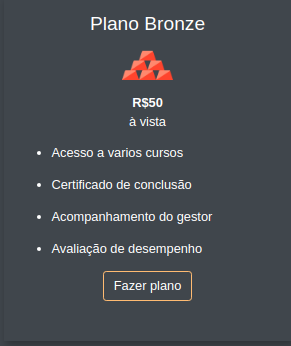 Plano Bronze
R$50
à vista
Acesso a varios cursos
Certificado de conclusão
Acompanhamento do gestor
Avaliação de desempenho
Fazer plano